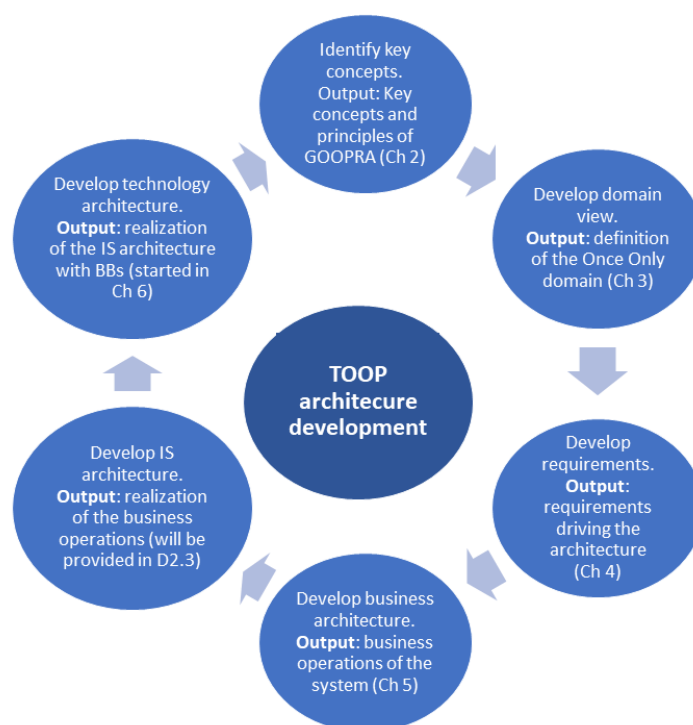 Identify key
concepts.
Output: Key
concepts and
principles of
GOOPRA (Ch 2)
Develop domain
view.
Output: definition
of the Once Only
domain (Ch 3)
Develop
requirements.
Output:
requirements
driving the
architecture
(Ch 4)
Develop business
architecture.
Output: business
operations of the
system (Ch 5)
Develop IS
architecture.
Output: realization
of the business
operations (will be
provided in D2.3)
Develop technology
architecture.
Output: realization
of the IS architecture
with BBs (started in
Ch 6)
TOOP
architecure
development